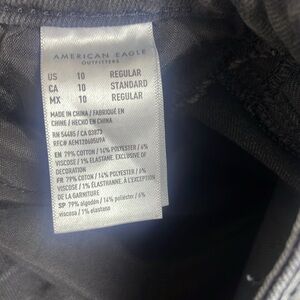 AMERICAN EAGLE
OUTFITTERS
US 10 REGULAR
CA 10 STANDARD
MX 10 REGULAR
MADE IN CHINA / FABRIQUÉ EN
CHINE / HECHO EN CHINA
RN 54485 / CA 03873
RFC# AEMT20605U9A
EN 79% COTTON / 14% POLYESTER / 6%
VISCOSE / 1% ELASTANE. EXCLUSIVE OF
DECORATION
FR 79% COTON / 14% POLYESTER / 6%
VISCOSE / 1% ÉLASTHANNE. À L'EXCEPTION
DE LA GARNITURE
SP 79% algodón / 14% poliéster / 6%
viscosa / 1% elastano